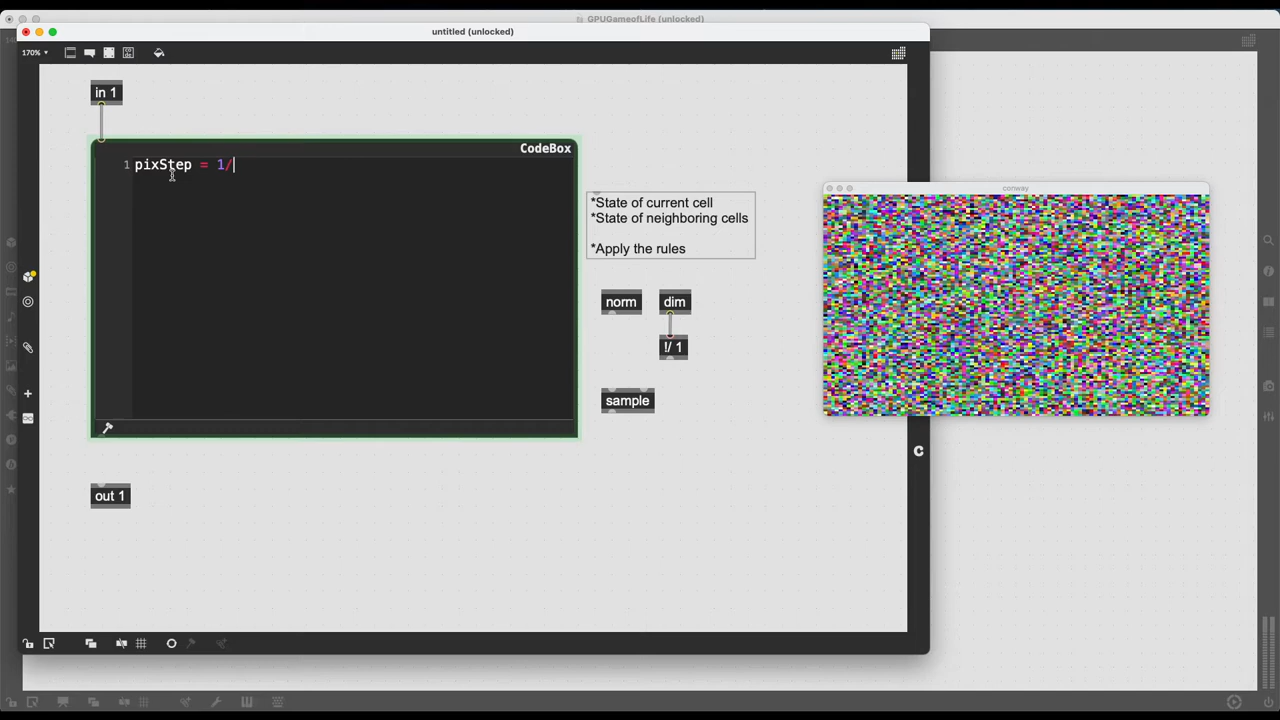 GPUGameofLife (unlocked)
untitled (unlocked)
170%
in 1
CodeBox
1 pixStep = 1/
*State of current cell
*State of neighboring cells
*Apply the rules
norm
dim
!/ 1
sample
out 1
conway
C